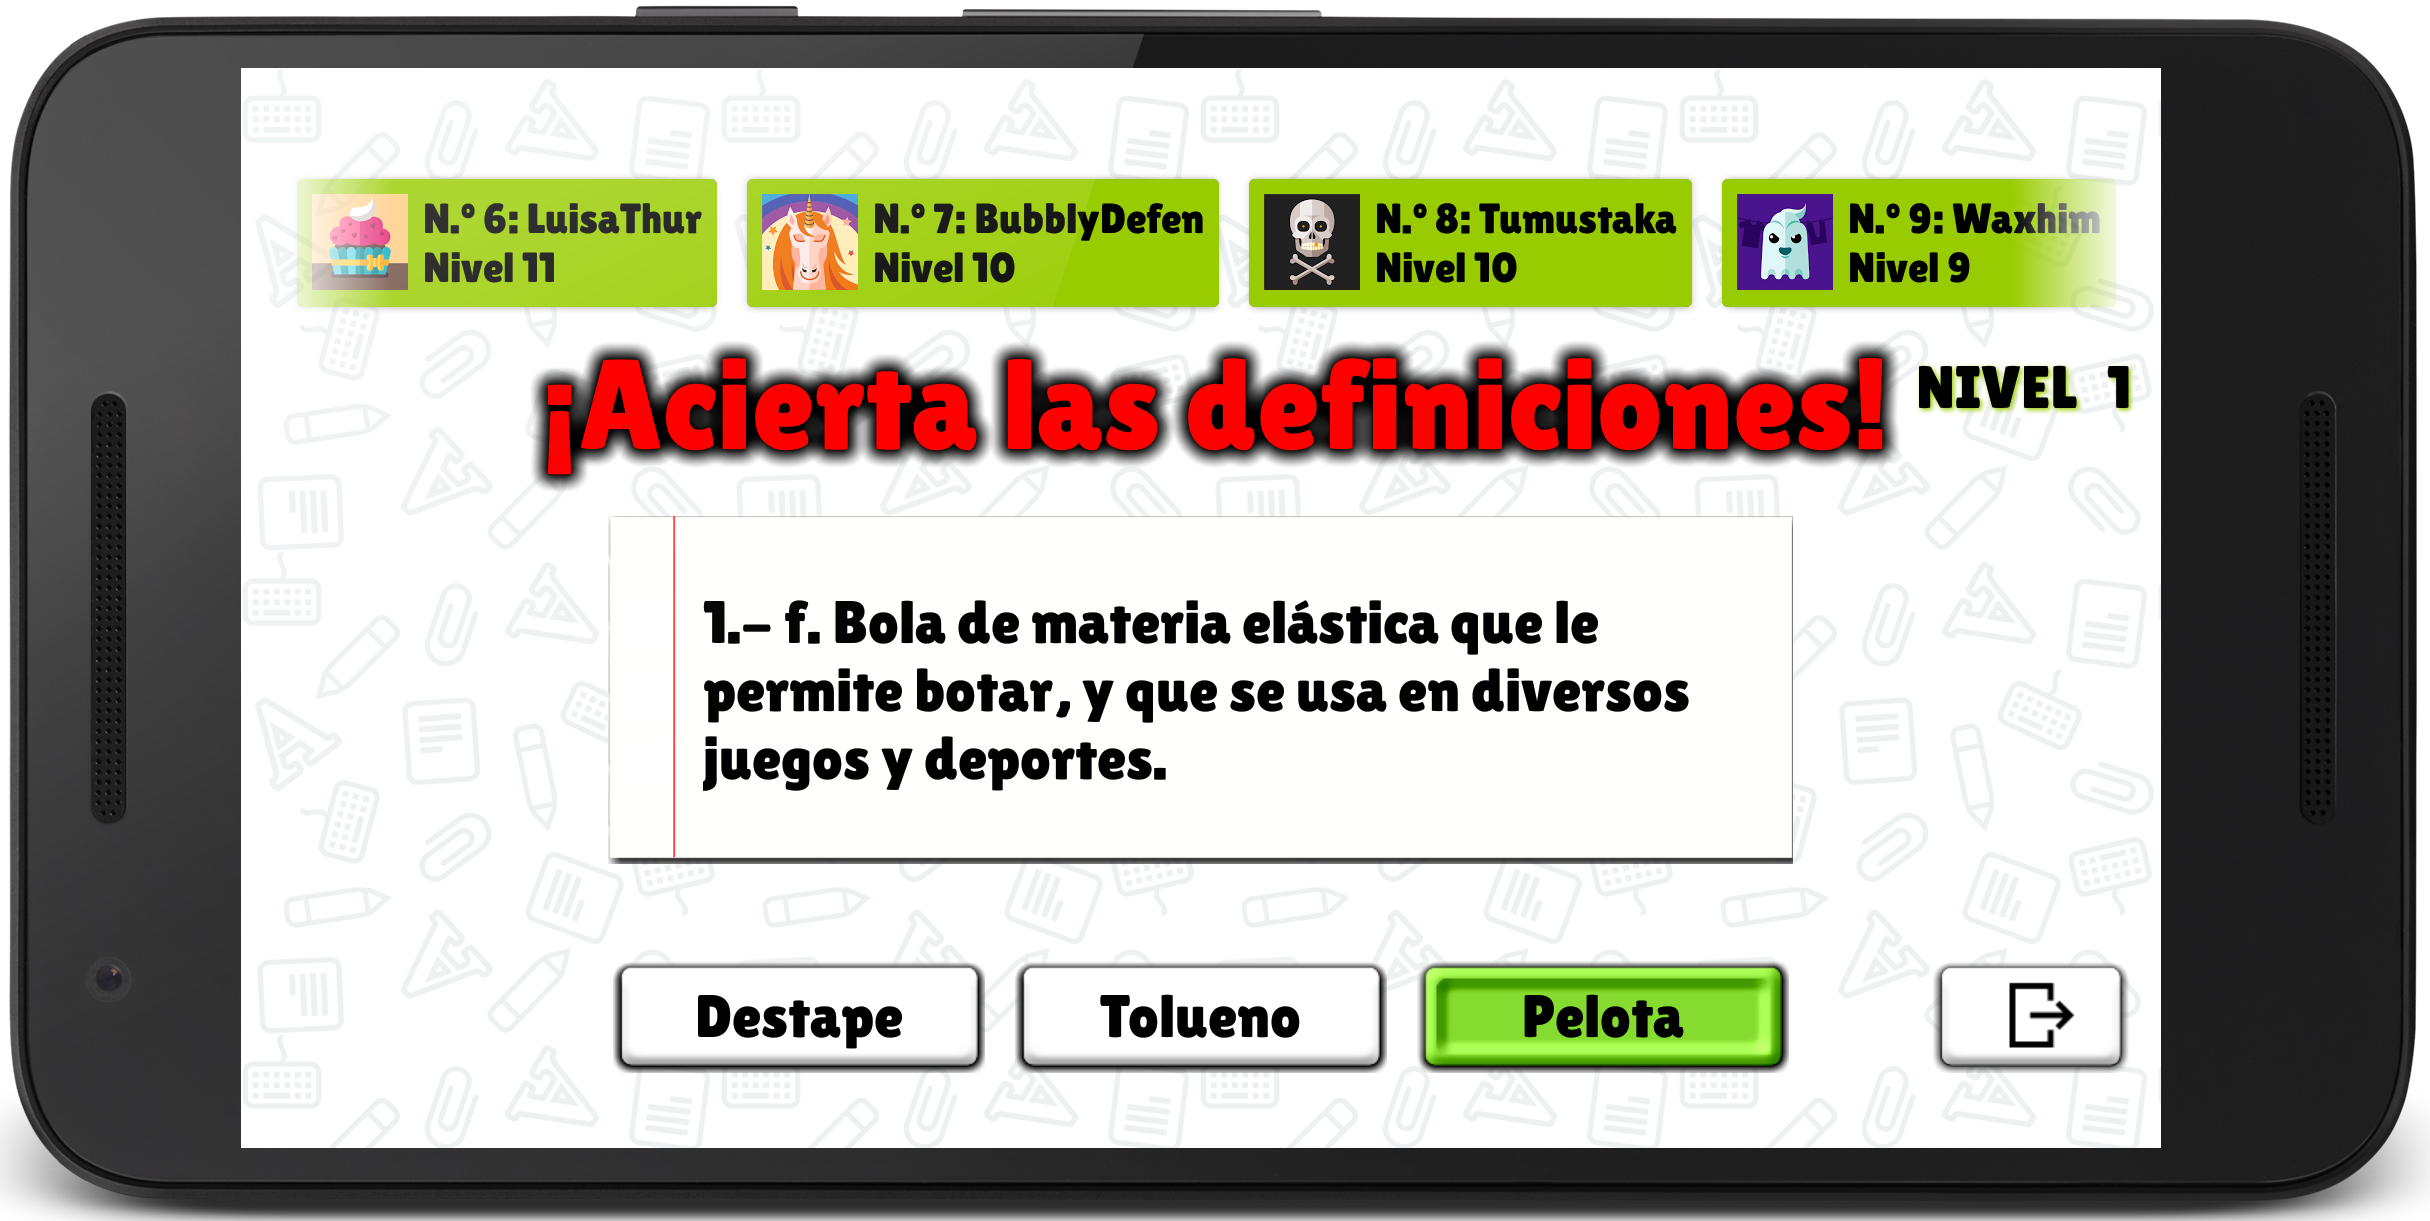 N.º 6: LuisaThur
Nivel 11
N.º 7: BubblyDefen
Nivel 10
N.º 8: Tumustaka
Nivel 10
N.º 9: Waxhim
Nivel 9
¡Acierta las definiciones!
NIVEL 1
1.- f. Bola de materia elástica que le
permite botar, y que se usa en diversos
juegos y deportes.
Destape
Tolueno
Pelota